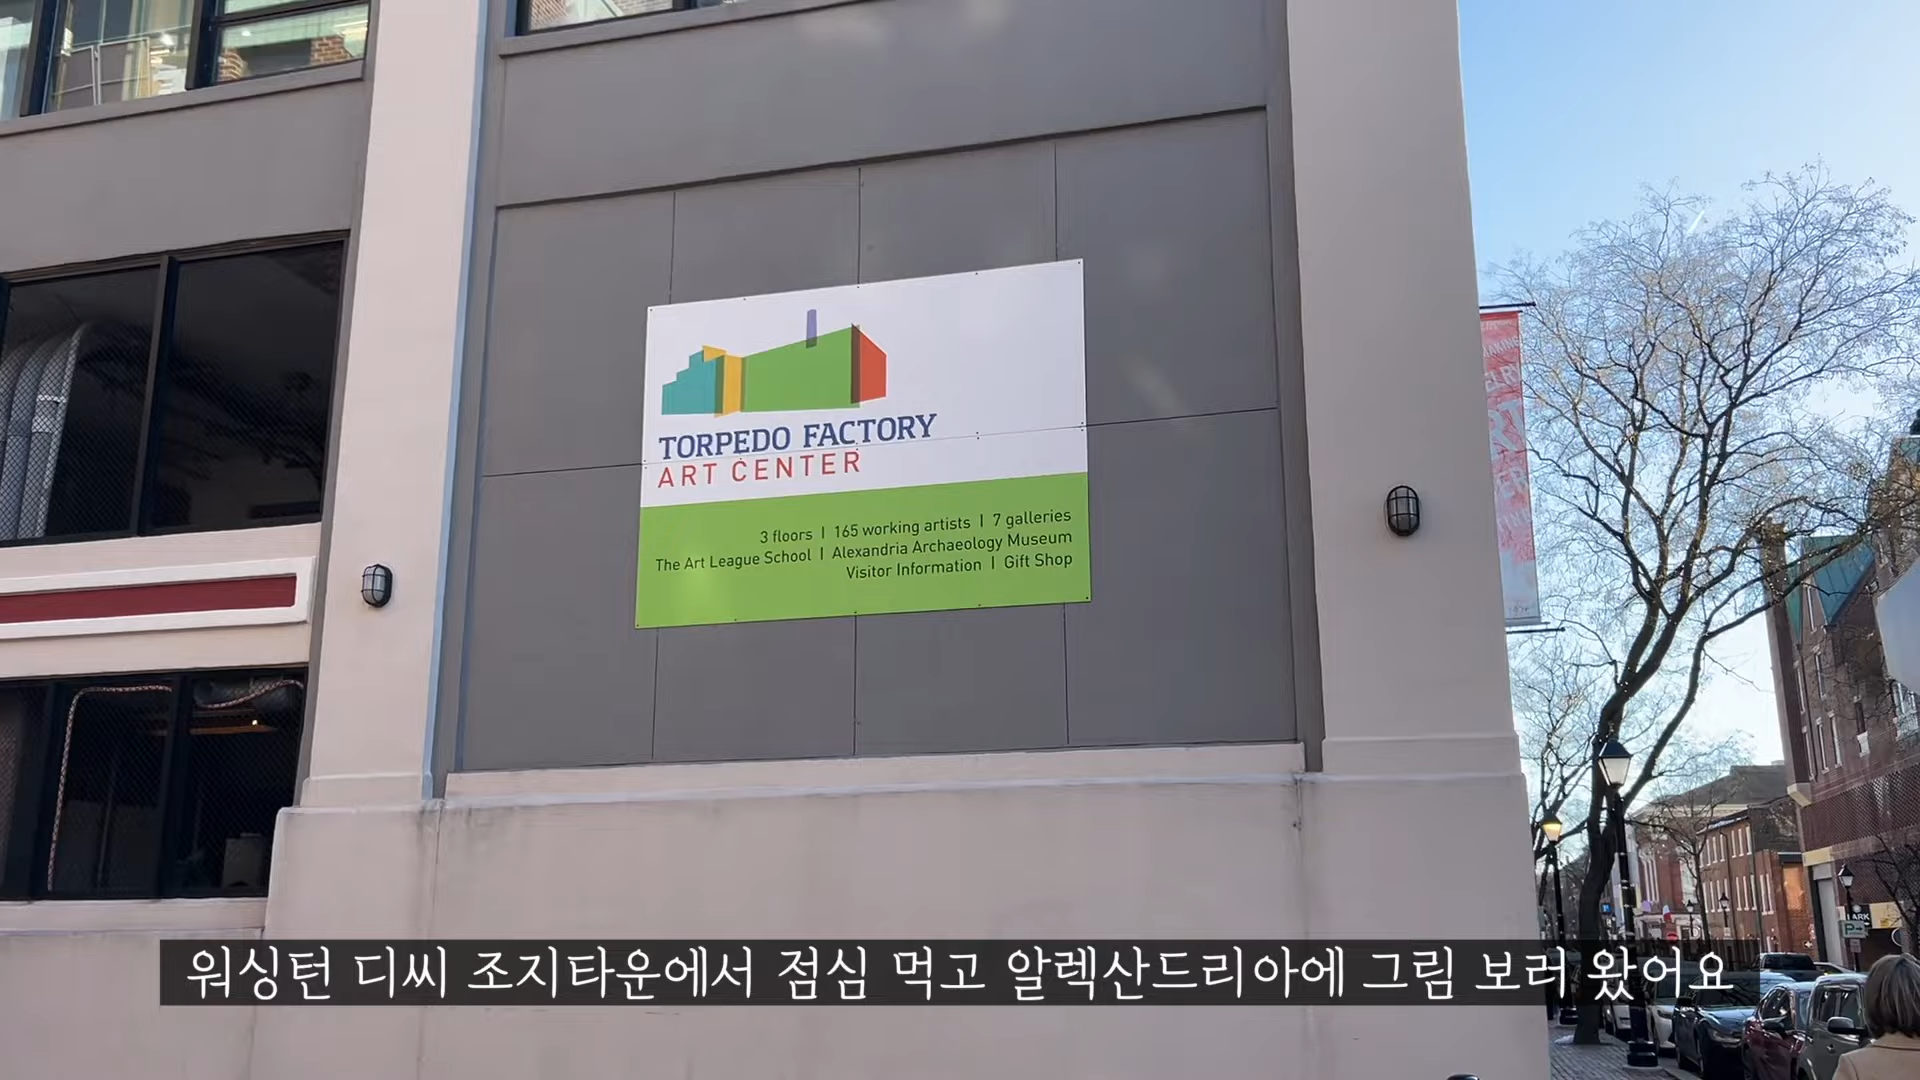 TORPEDO FACTORY
ART CENTER
3 floors | 165 working artists | 7 galleries
The Art League School | Alexandria Archaeology Museum
Visitor Information | Gift Shop
워싱턴 디씨 조지타운에서 점심 먹고 알렉산드리아에 그림 보러 왔어요